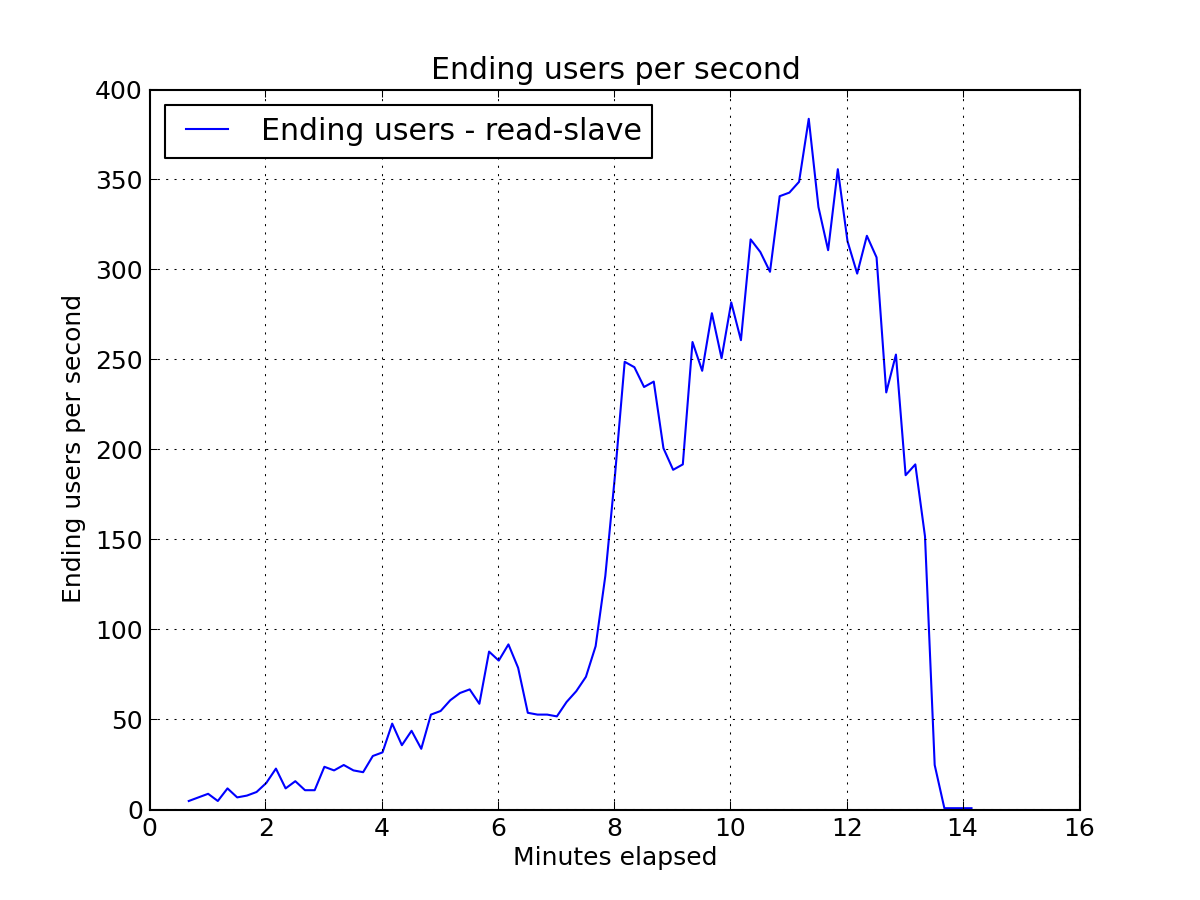 Ending users per second
Ending users - read-slave
400
350
300
250
200
150
100
50
0
Ending users per second
0 2 4 6 8 10 12 14 16
Minutes elapsed